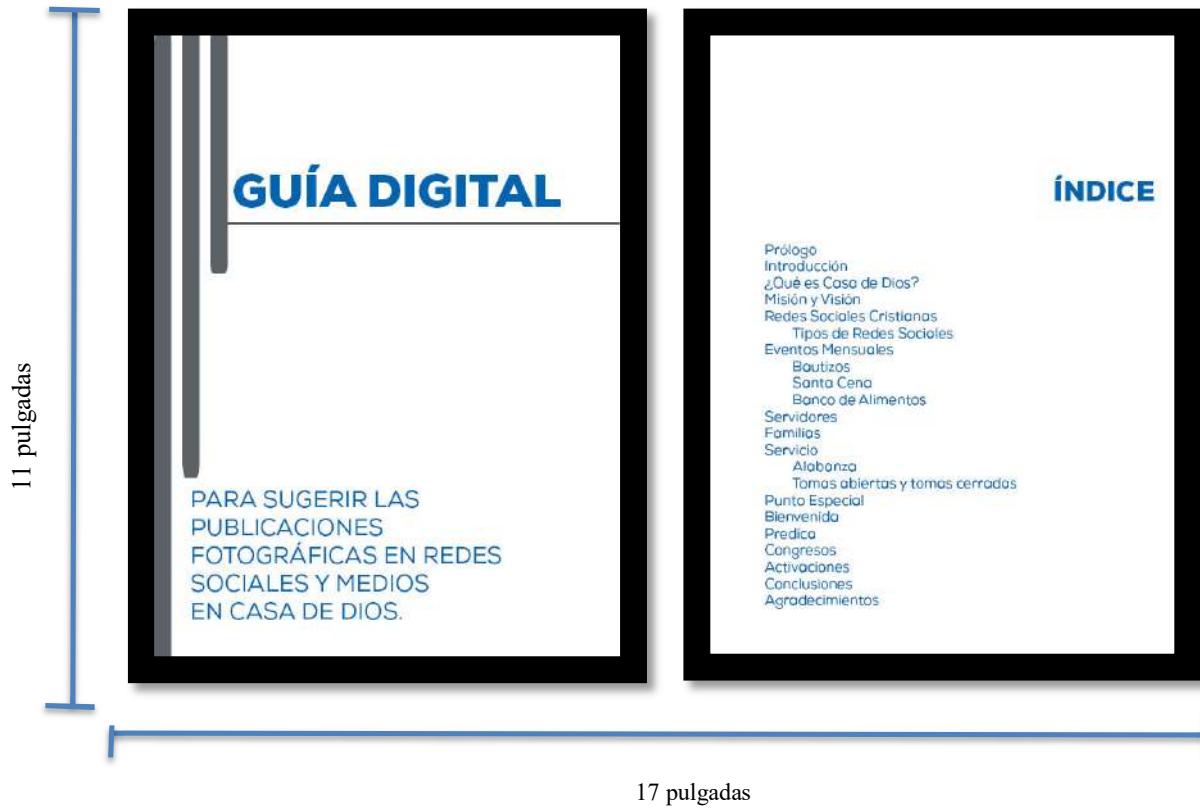 11 pulgadas
GUÍA DIGITAL
PARA SUGERIR LAS
PUBLICACIONES
FOTOGRÁFICAS EN REDES
SOCIALES Y MEDIOS
EN CASA DE DIOS.
ÍNDICE
Prólogo
Introducción
¿Qué es Casa de Dios?
Misión y Visión
Redes Sociales Cristianas
Tipos de Redes Sociales
Eventos Mensuales
Bautizos
Santa Cena
Banco de Alimentos
Servidores
Familias
Servicio
Alabanza
Tomas abiertas y tomas cerradas
Punto Especial
Bienvenida
Predica
Congresos
Activaciones
Conclusiones
Agradecimientos
17 pulgadas